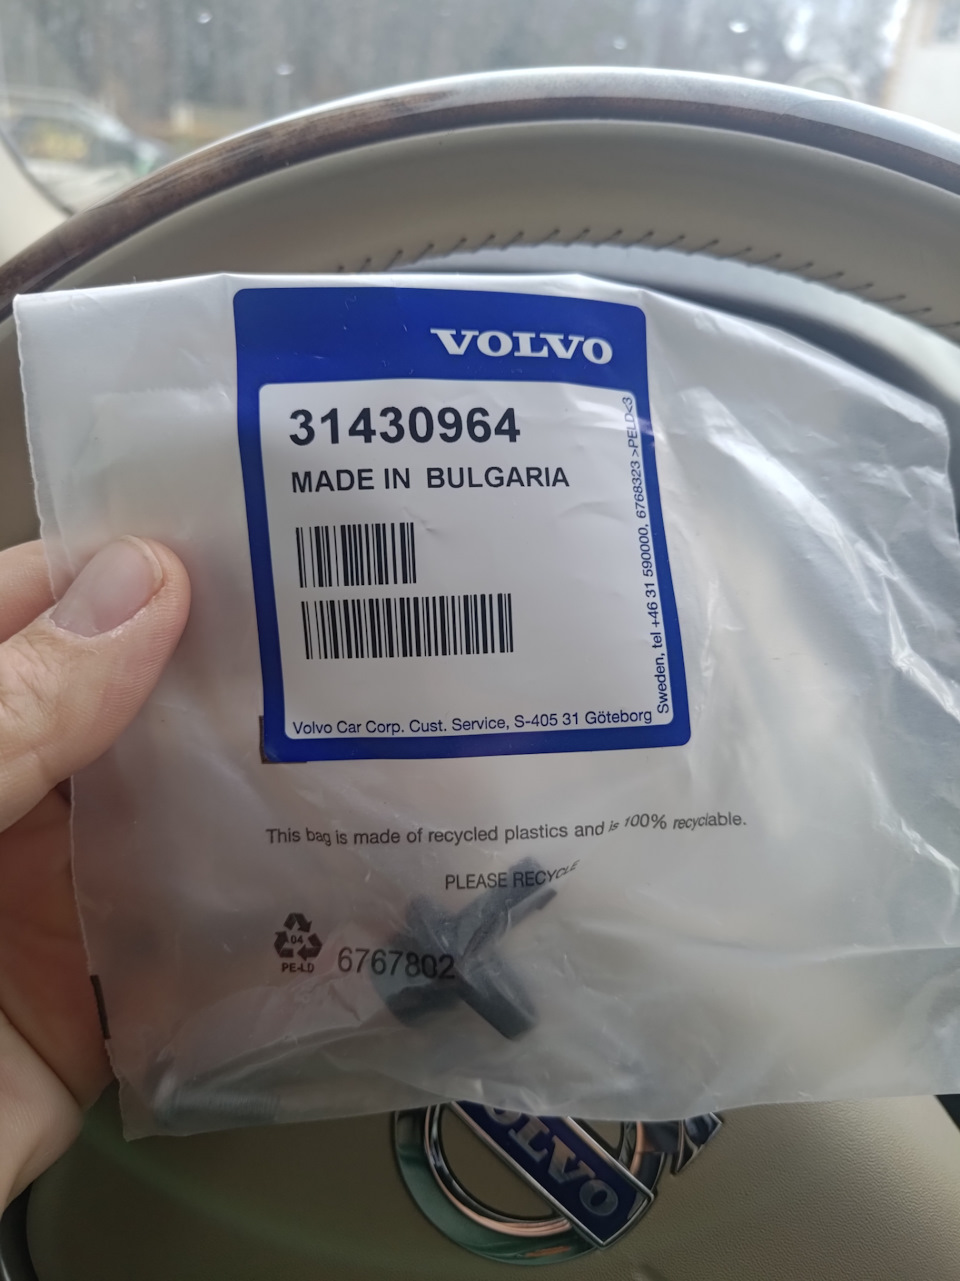 VOLVO
31430964
MADE IN BULGARIA
Volvo Car Corp. Cust. Service, S-405 31 Göteborg
Sweden, tel +46 31 590000, 6768323 >PELD<3
This bag is made of recycled plastics and is 100% recyclable.
PLEASE RECYCLE
04
PE-LD
6767802
VOLVO